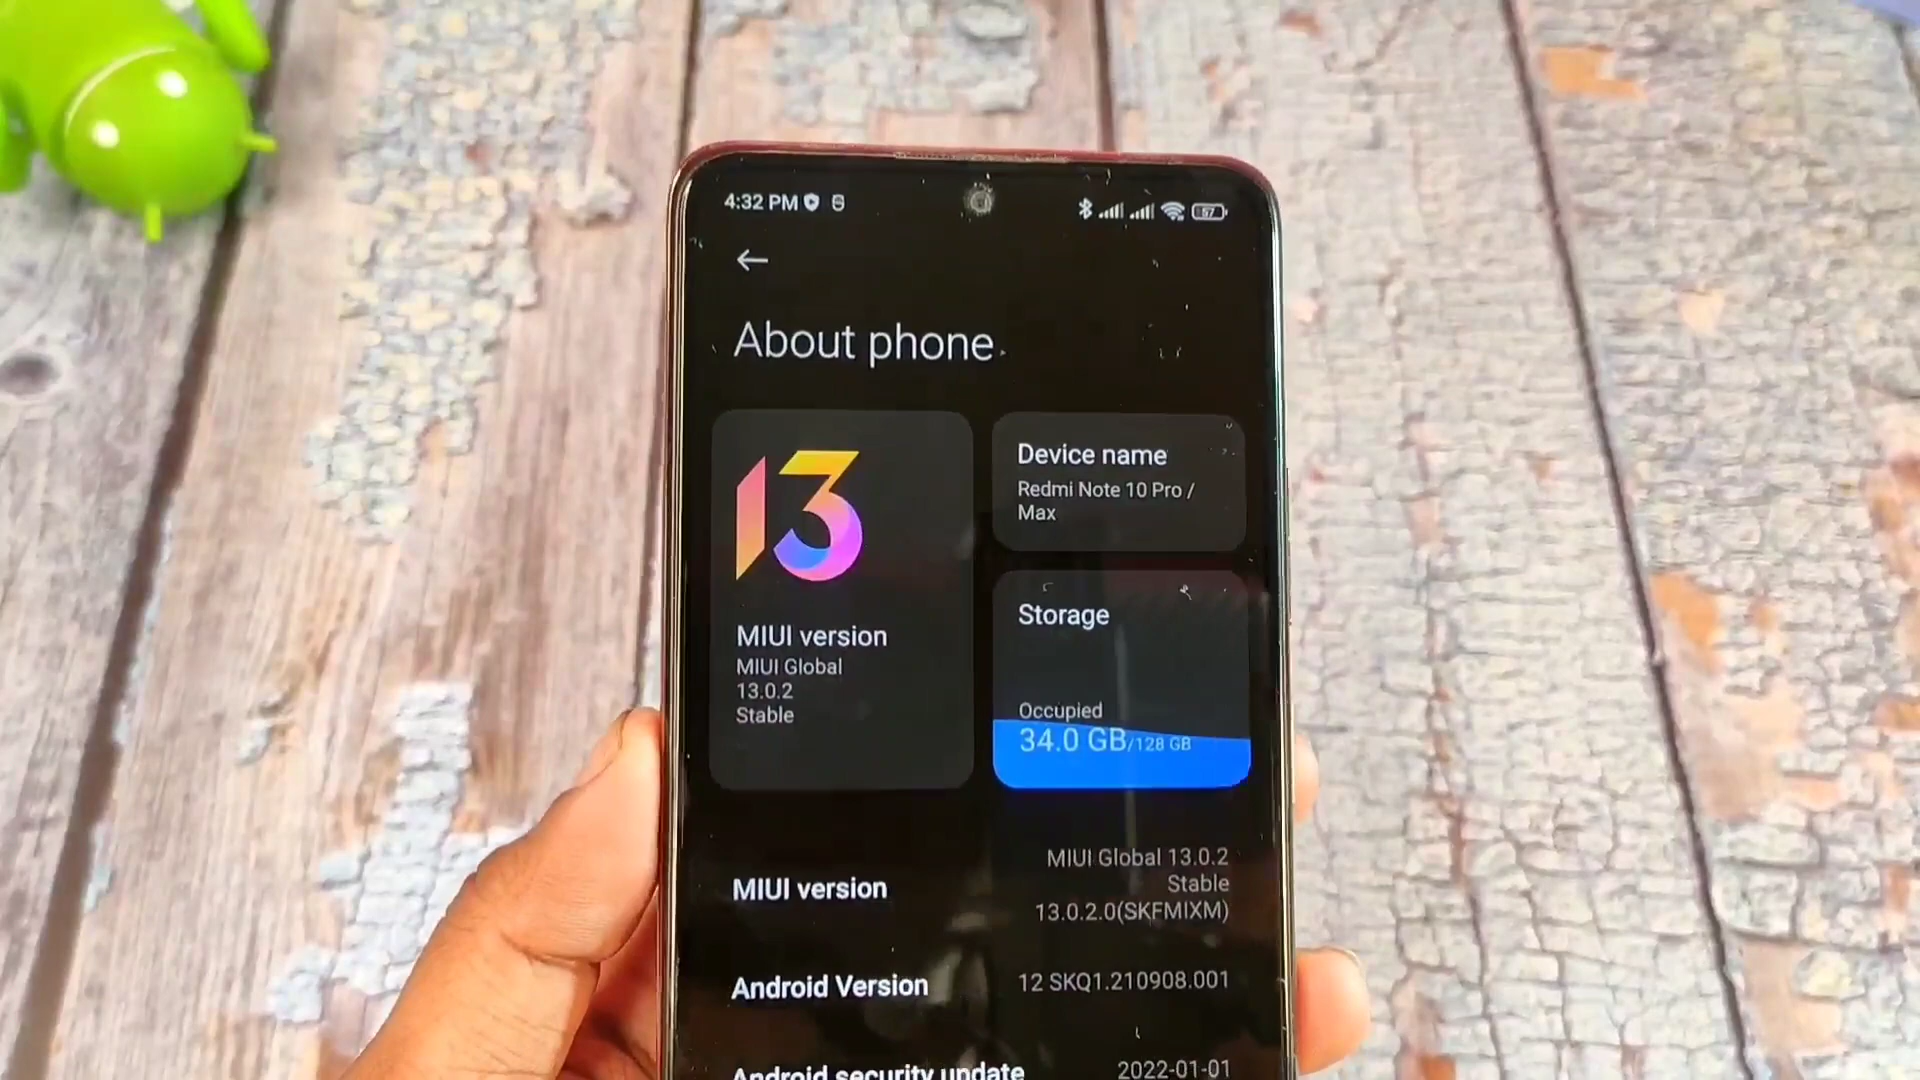 4:32 PM
57
About phone
13
MIUI version
MIUI Global
13.0.2
Stable
Device name
Redmi Note 10 Pro /
Max
Storage
Occupied
34.0 GB/128 GB
MIUI version
MIUI Global 13.0.2
Stable
13.0.2.0(SKFMIXM)
Android Version
12 SKQ1.210908.001
Android security update
2022-01-01